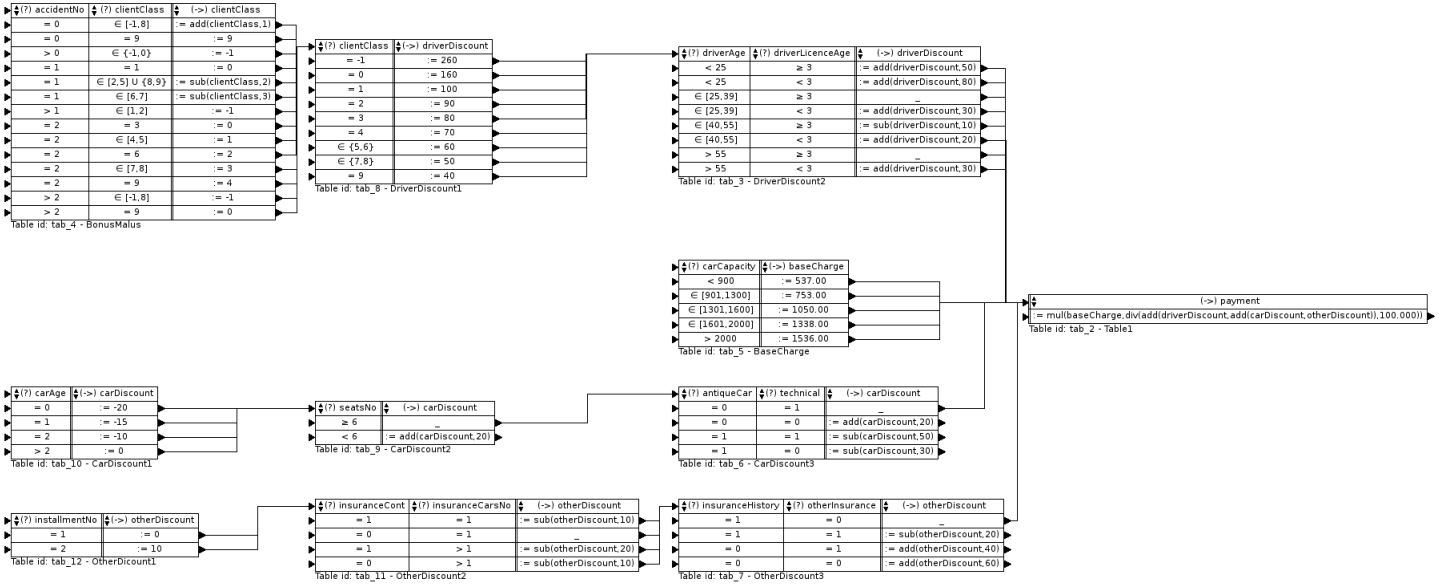 (?) accidentNo (?) clientClass (->) clientClass
= 0 ∈ [-1,8] := add(clientClass,1)
= 0 = 9 := 9
> 0 ∈ {-1,0} := -1
= 1 = 1 := 0
= 1 ∈ [2,5] U {8,9} := sub(clientClass,2)
= 1 ∈ [6,7] := sub(clientClass,3)
> 1 ∈ [1,2] := -1
= 2 = 3 := 0
= 2 ∈ [4,5] := 1
= 2 = 6 := 2
= 2 ∈ [7,8] := 3
= 2 = 9 := 4
> 2 ∈ [-1,8] := -1
> 2 = 9 := 0
Table id: tab_4 - BonusMalus
(?) clientClass (->) driverDiscount
= -1 := 260
= 0 := 160
= 1 := 100
= 2 := 90
= 3 := 80
= 4 := 70
∈ {5,6} := 60
∈ {7,8} := 50
= 9 := 40
Table id: tab_8 - DriverDiscount1
(?) driverAge (?) driverLicenceAge (->) driverDiscount
< 25 ≥ 3 := add(driverDiscount,50)
< 25 < 3 := add(driverDiscount,80)
∈ [25,39] ≥ 3 _
∈ [25,39] < 3 := add(driverDiscount,30)
∈ [40,55] ≥ 3 := sub(driverDiscount,10)
∈ [40,55] < 3 := add(driverDiscount,20)
> 55 ≥ 3 _
> 55 < 3 := add(driverDiscount,30)
Table id: tab_3 - DriverDiscount2
(?) carCapacity (->) baseCharge
< 900 := 537.00
∈ [901,1300] := 753.00
∈ [1301,1600] := 1050.00
∈ [1601,2000] := 1338.00
> 2000 := 1536.00
Table id: tab_5 - BaseCharge
(->) payment
:= mul(baseCharge,div(add(driverDiscount,add(carDiscount,otherDiscount)),100.000))
Table id: tab_2 - Table1
(?) carAge (->) carDiscount
= 0 := -20
= 1 := -15
= 2 := -10
> 2 := 0
Table id: tab_10 - CarDiscount1
(?) seatsNo (->) carDiscount
≥ 6 _
< 6 := add(carDiscount,20)
Table id: tab_9 - CarDiscount2
(?) antiqueCar (?) technical (->) carDiscount
= 0 = 1 _
= 0 = 0 := add(carDiscount,20)
= 1 = 1 := sub(carDiscount,50)
= 1 = 0 := sub(carDiscount,30)
Table id: tab_6 - CarDiscount3
(?) installmentNo (->) otherDiscount
= 1 := 0
= 2 := 10
Table id: tab_12 - OtherDicount1
(?) insuranceCont (?) insuranceCarsNo (->) otherDiscount
= 1 = 1 := sub(otherDiscount,10)
= 0 = 1 _
= 1 > 1 := sub(otherDiscount,20)
= 0 > 1 := sub(otherDiscount,10)
Table id: tab_11 - OtherDiscount2
(?) insuranceHistory (?) otherInsurance (->) otherDiscount
= 1 = 0 _
= 1 = 1 := sub(otherDiscount,20)
= 0 = 1 := add(otherDiscount,40)
= 0 = 0 := add(otherDiscount,60)
Table id: tab_7 - OtherDiscount3